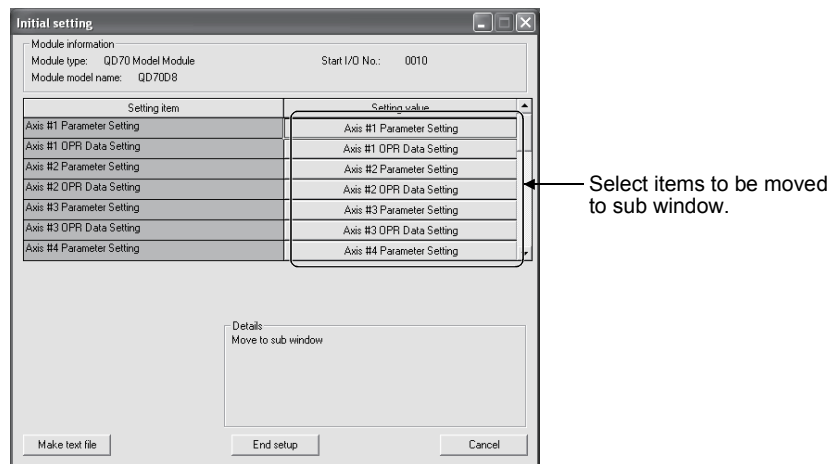 Initial setting
Module information
Module type: QD70 Model Module Start I/O No.: 0010
Module model name: QD70D8
Setting item Setting value
Axis #1 Parameter Setting Axis #1 Parameter Setting
Axis #1 OPR Data Setting Axis #1 OPR Data Setting
Axis #2 Parameter Setting Axis #2 Parameter Setting
Axis #2 OPR Data Setting Axis #2 OPR Data Setting
Axis #3 Parameter Setting Axis #3 Parameter Setting
Axis #3 OPR Data Setting Axis #3 OPR Data Setting
Axis #4 Parameter Setting Axis #4 Parameter Setting
Select items to be moved
to sub window.
Details
Move to sub window
Make text file End setup Cancel